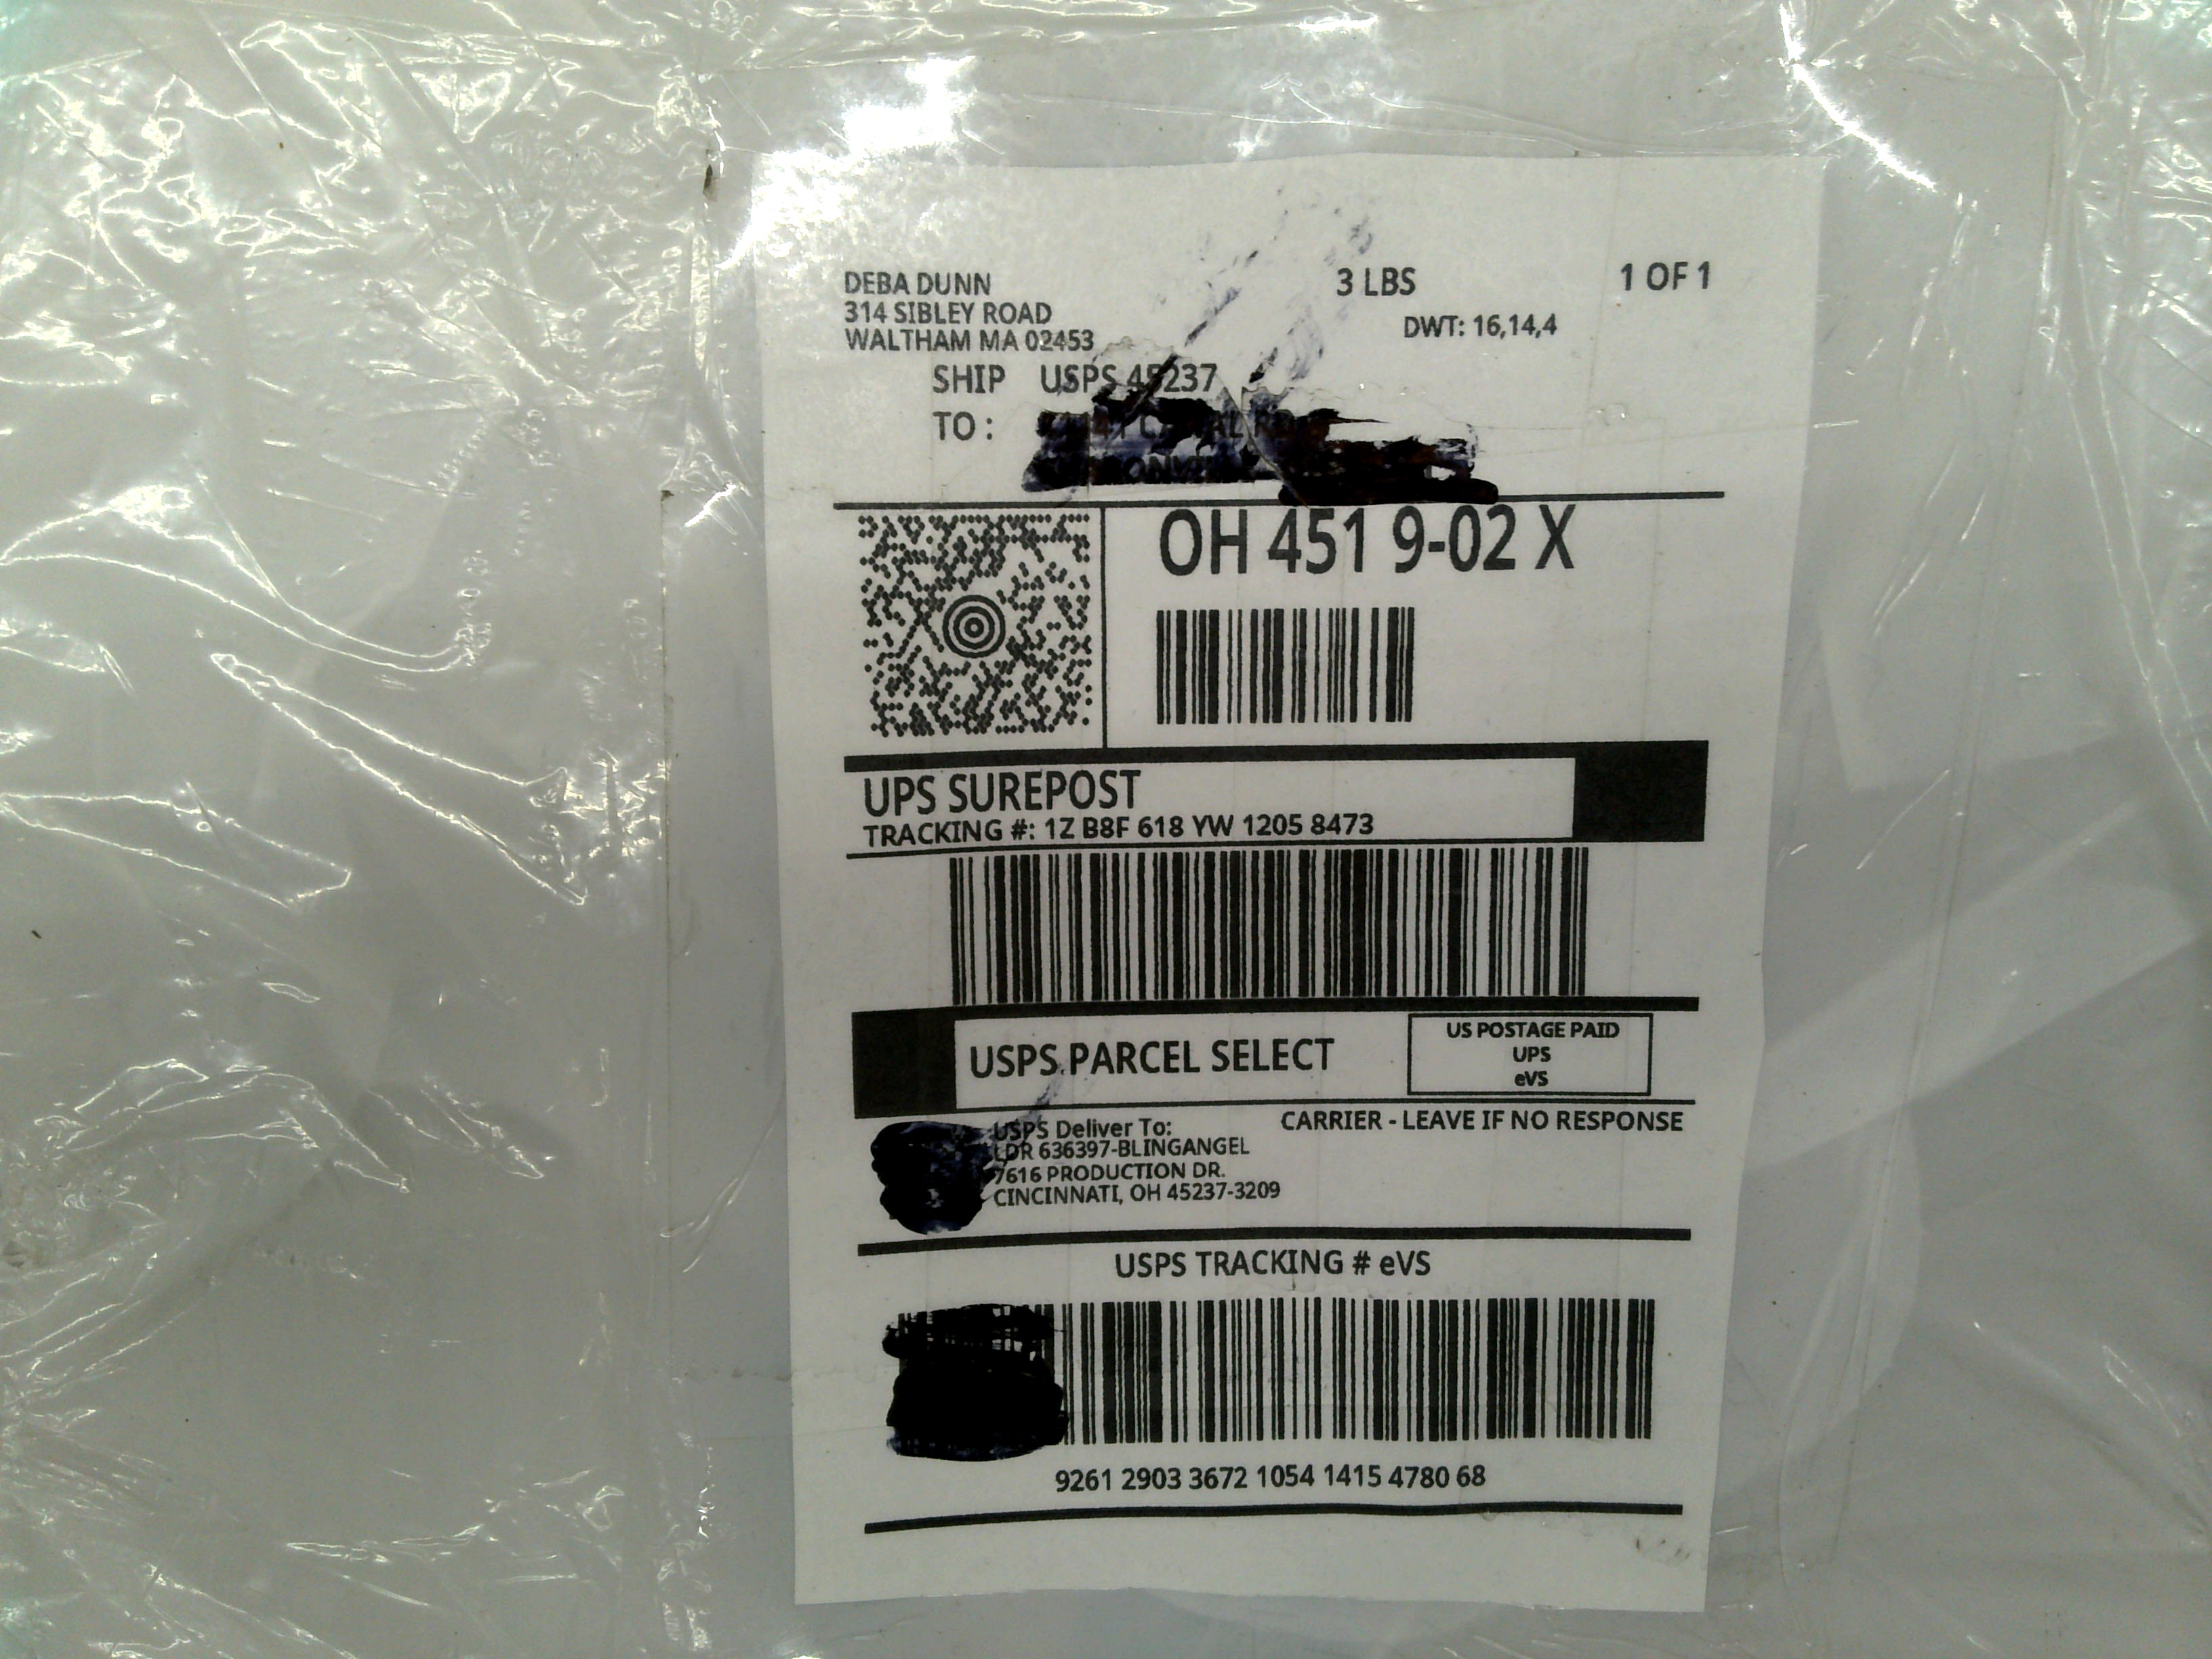 DEBA DUNN
314 SIBLEY ROAD
WALTHAM MA 02453
3 LBS
1 OF 1
DWT: 16,14,4
SHIP USPS 45237
TO :
OH 451 9-02 X
UPS SUREPOST
TRACKING #: 1Z B8F 618 YW 1205 8473
USPS PARCEL SELECT
US POSTAGE PAID
UPS
eVS
CARRIER - LEAVE IF NO RESPONSE
USPS Deliver To:
LDR 636397-BLINGANGEL
7616 PRODUCTION DR.
CINCINNATI, OH 45237-3209
USPS TRACKING # eVS
9261 2903 3672 1054 1415 4780 68